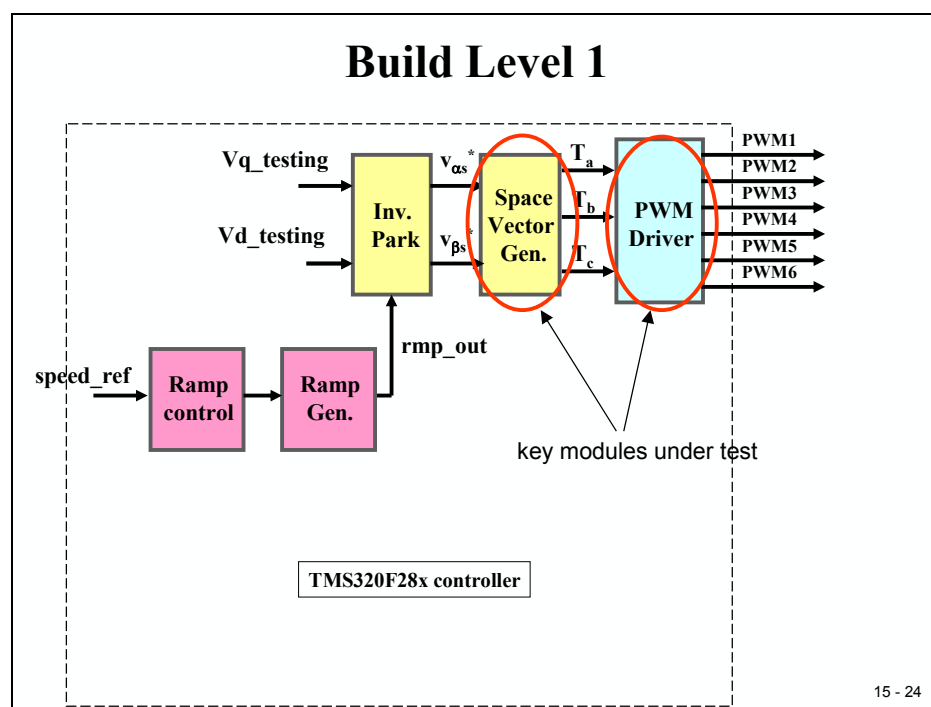 Build Level 1
Vq_testing
Vd_testing
Inv.
Park
vαs*
vβs*
Space
Vector
Gen.
Ta
Tb
Tc
PWM
Driver
PWM1
PWM2
PWM3
PWM4
PWM5
PWM6
rmp_out
speed_ref
Ramp
control
Ramp
Gen.
key modules under test
TMS320F28x controller
15 - 24